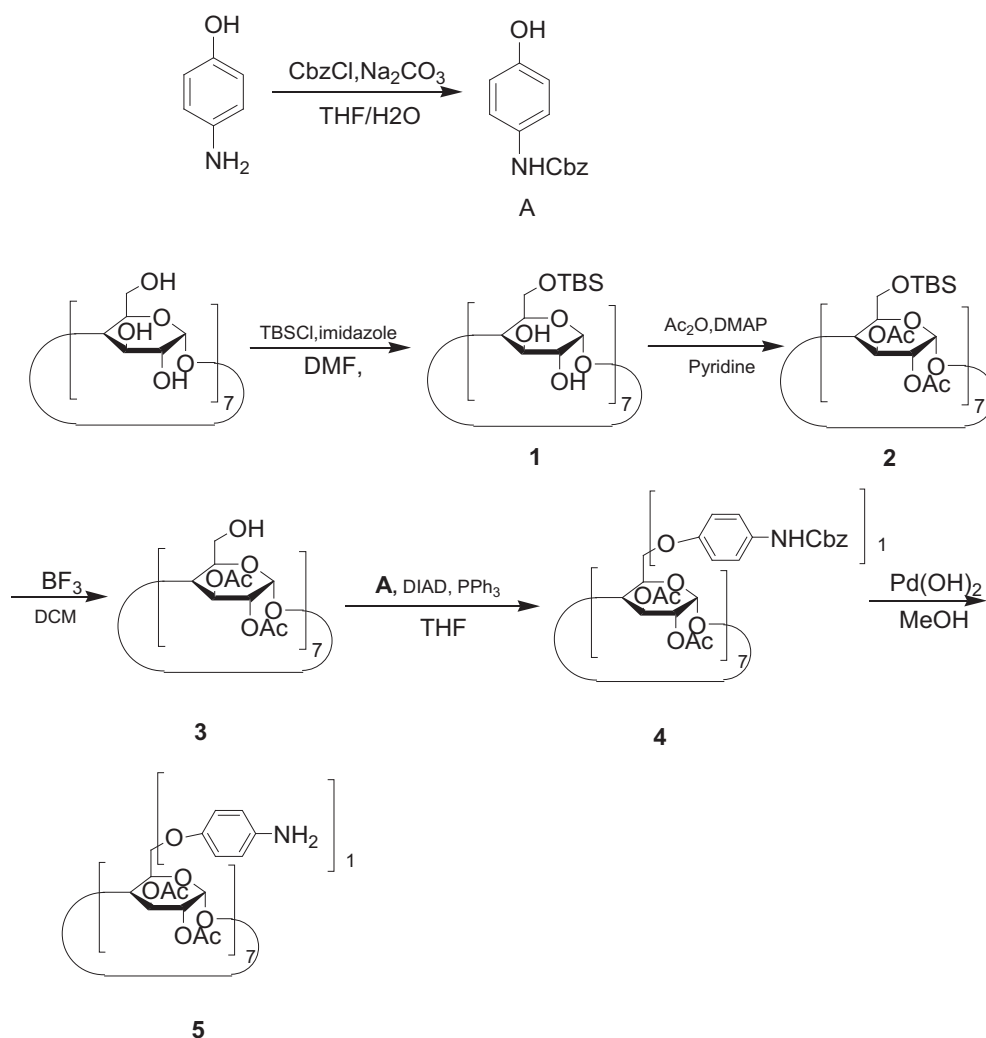 OH
NH2
CbzCl,Na2CO3
THF/H2O
OH
NHCbz
A
OH
O
OH
O
OH
7
TBSCl,imidazole
DMF,
OTBS
O
OH
O
OH
7
1
Ac2O,DMAP
Pyridine
OTBS
O
OAC
O
OAc
7
2
BF3
DCM
OH
O
OAc
O
OAc
7
3
A, DIAD, PPh3
THF
O
NHCbz
1
O
OAc
O
OAc
7
4
Pd(OH)2
MeOH
O
NH2
1
O
OAc
O
OAc
7
5